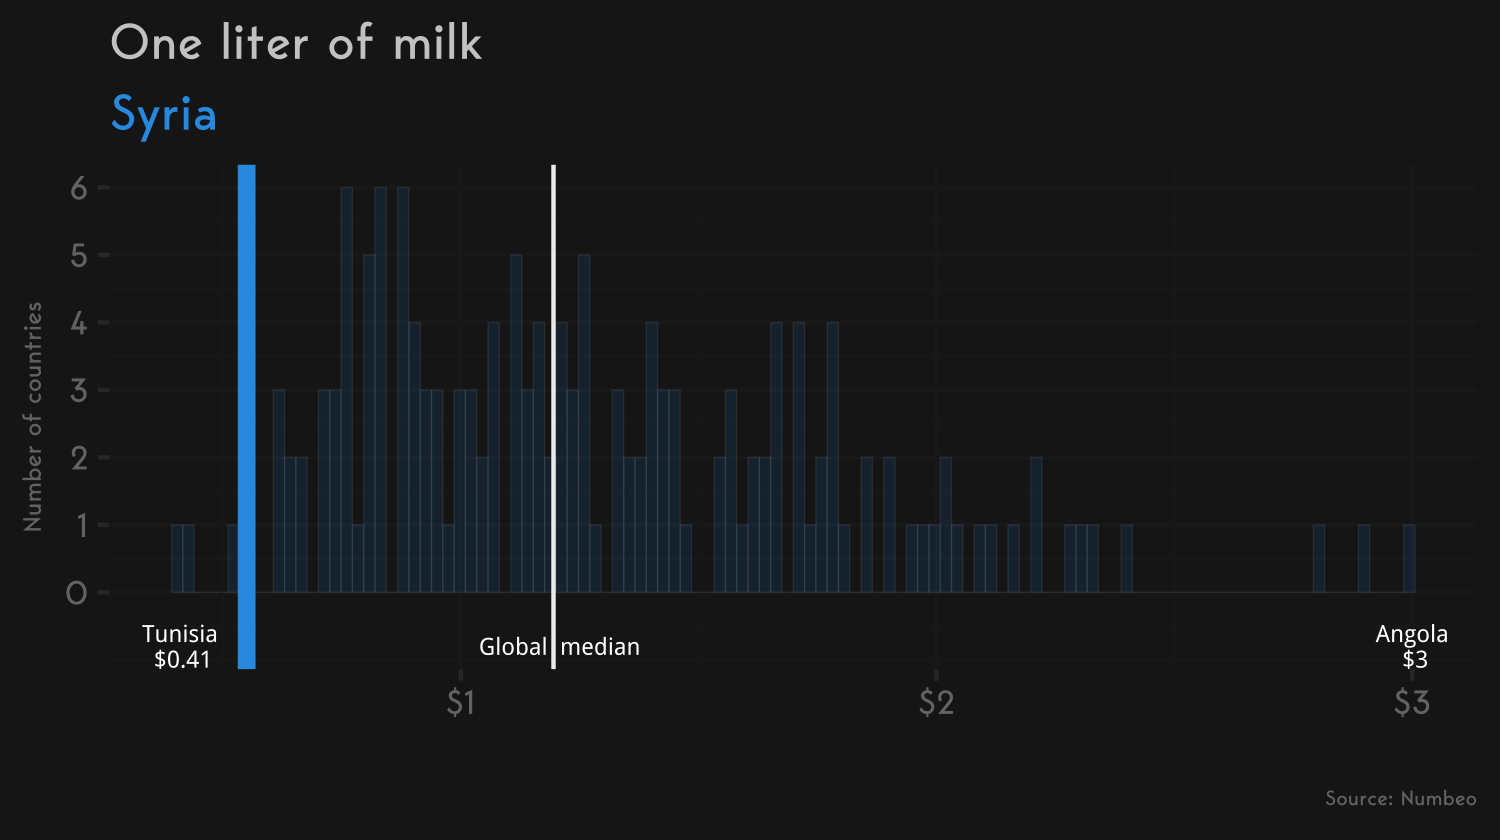 One liter of milk
Syria
Number of countries
6
5
4
3
2
1
0
Tunisia
$0.41
Global median
Angola
$3
$1
$2
$3
Source: Numbeo